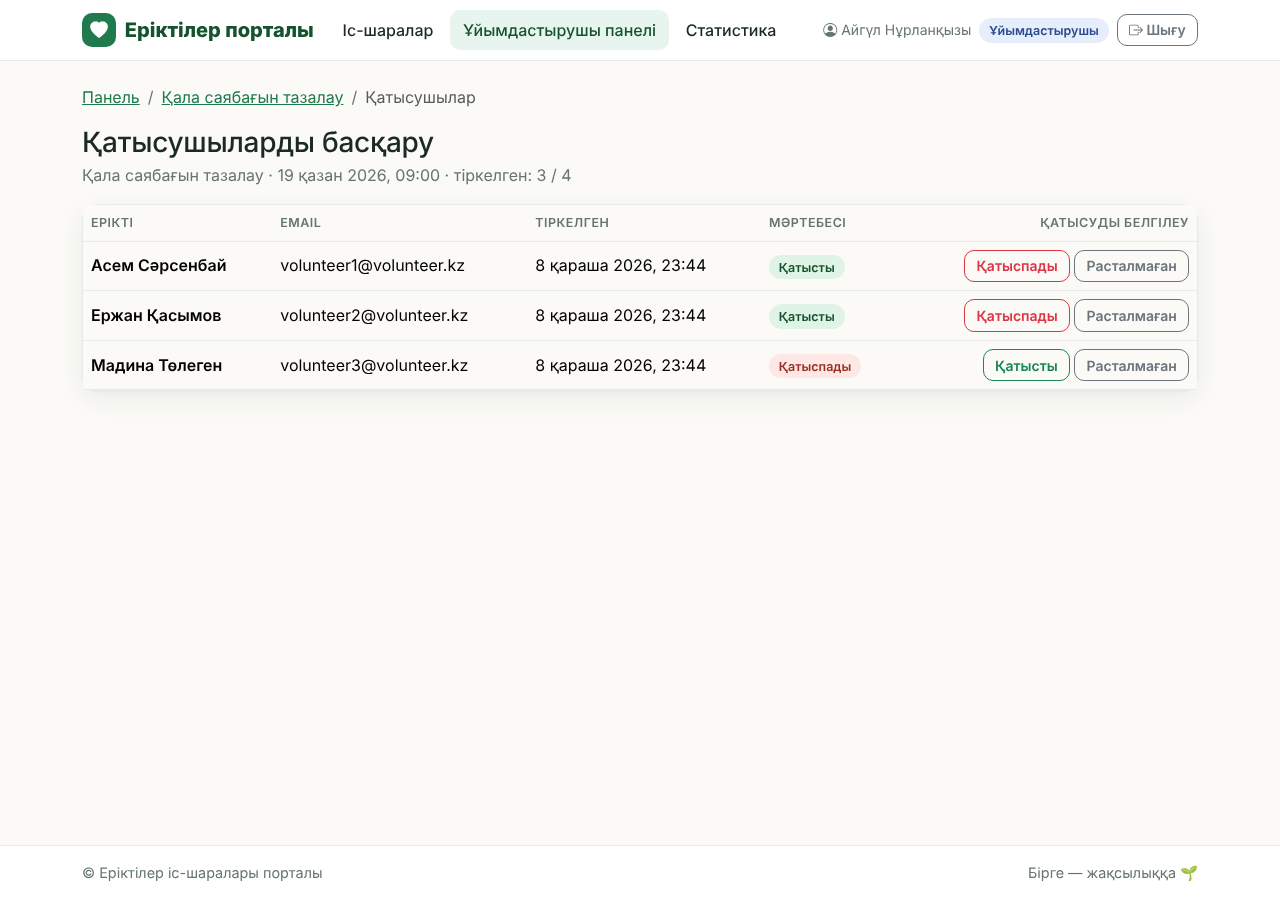 Еріктілер порталы Іс-шаралар Ұйымдастырушы панелі Статистика Айгүл Нұрланқызы Ұйымдастырушы Шығу
Панель / Қала саябағын тазалау / Қатысушылар
Қатысушыларды басқару
Қала саябағын тазалау · 19 қазан 2026, 09:00 · тіркелген: 3 / 4
ЕРІКТІ EMAIL ТІРКЕЛГЕН МӘРТЕБЕСІ ҚАТЫСУДЫ БЕЛГІЛЕУ
Асем Сәрсенбай volunteer1@volunteer.kz 8 қараша 2026, 23:44 Қатысты Қатыспады Расталмаған
Ержан Қасымов volunteer2@volunteer.kz 8 қараша 2026, 23:44 Қатысты Қатыспады Расталмаған
Мадина Төлеген volunteer3@volunteer.kz 8 қараша 2026, 23:44 Қатыспады Қатысты Расталмаған
© Еріктілер іс-шаралары порталы Бірге — жақсылыққа 🌱